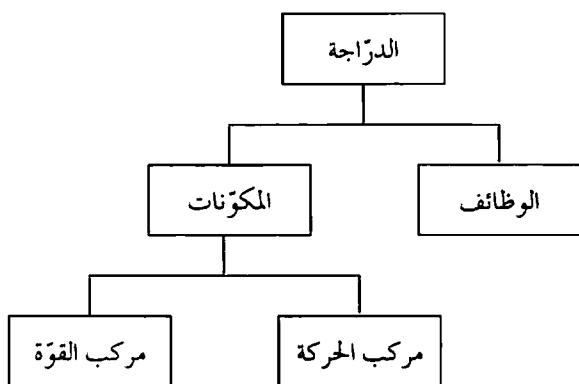 الدرّاجة
الوظائف
المكوّنات
مركب الحركة
مركب القوّة